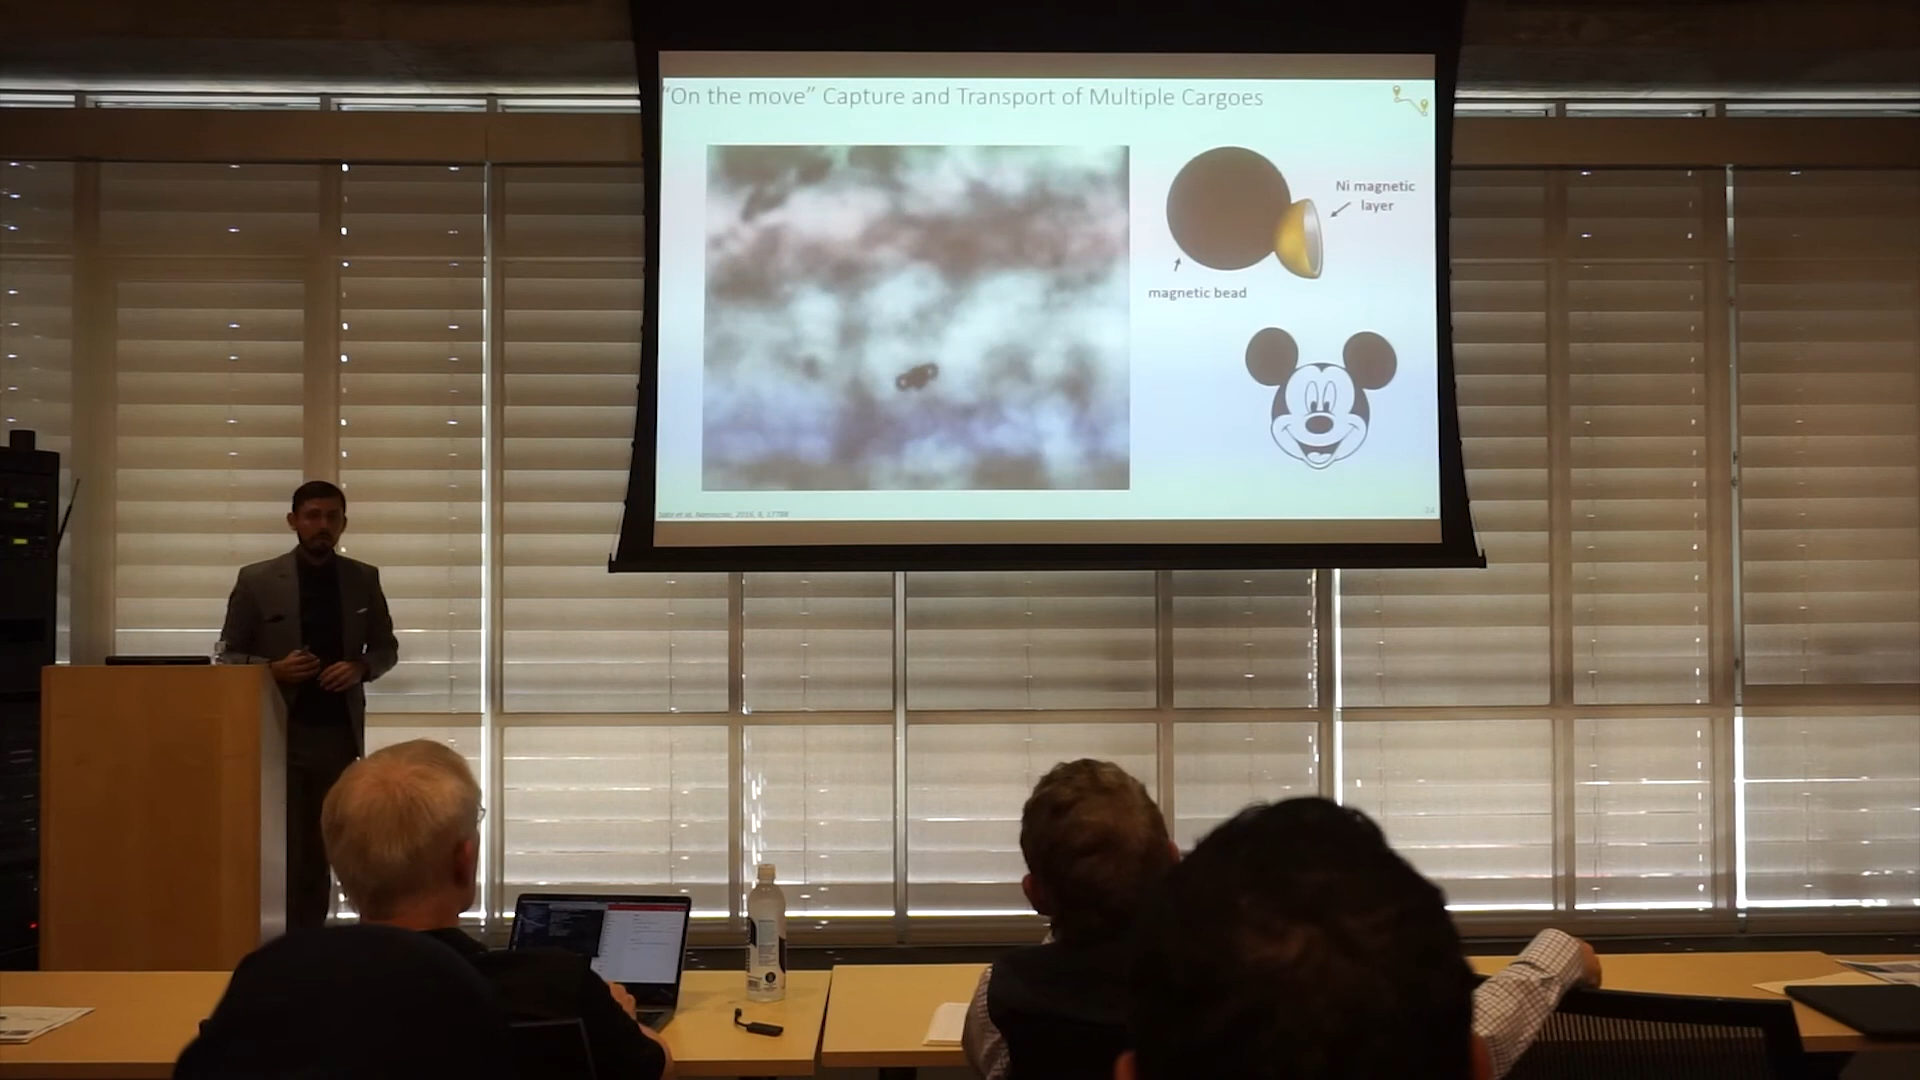 "On the move" Capture and Transport of Multiple Cargoes
Ni magnetic
layer
magnetic bead